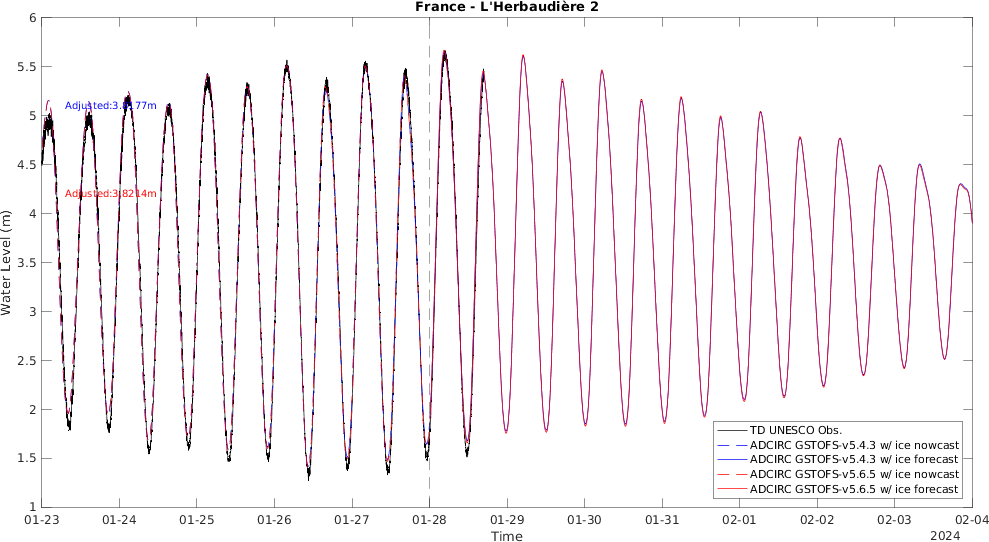 France - L'Herbaudière 2
6
5.5
5
4.5
4
3.5
3
2.5
2
1.5
1
Water Level (m)
Adjusted:3.8177m
Adjusted:3.8214m
TD UNESCO Obs.
ADCIRC GSTOFS-v5.4.3 w/ ice nowcast
ADCIRC GSTOFS-v5.4.3 w/ ice forecast
ADCIRC GSTOFS-v5.6.5 w/ ice nowcast
ADCIRC GSTOFS-v5.6.5 w/ ice forecast
01-23 01-24 01-25 01-26 01-27 01-28 01-29 01-30 01-31 02-01 02-02 02-03 02-04
Time
2024